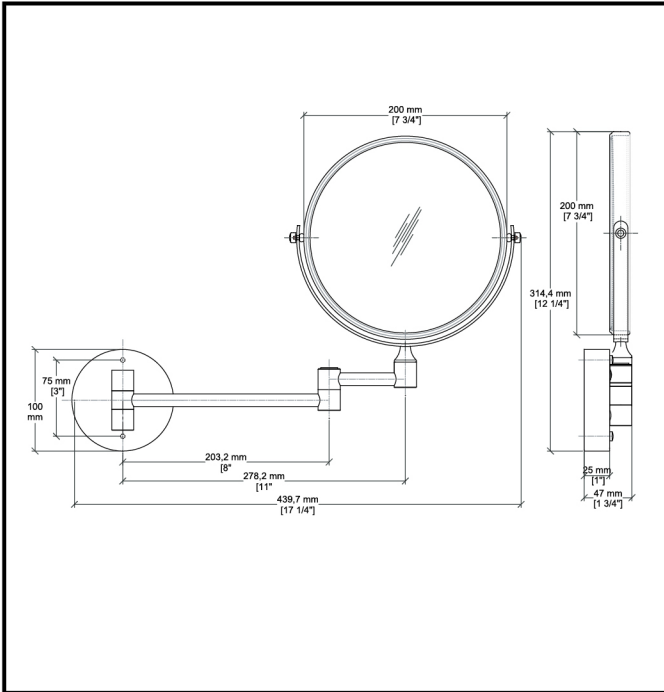 200 mm
[7 3/4"]
200 mm
[7 3/4"]
314,4 mm
[12 1/4"]
75 mm
[3"]
100
mm
203,2 mm
[8"
278,2 mm
[11"
439,7 mm
[17 1/4"]
25 mm
[1"]
47 mm
[1 3/4"]